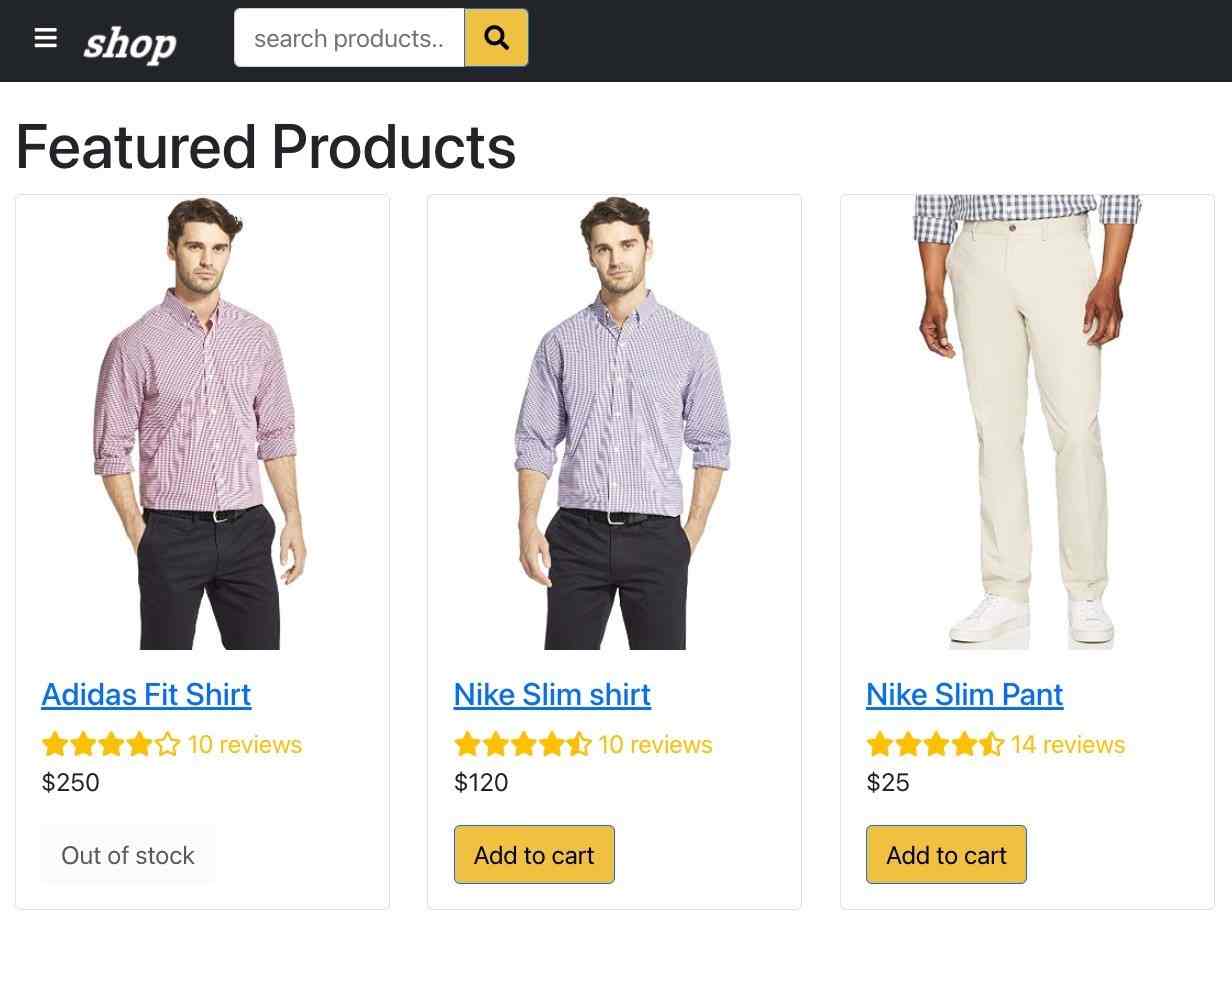 shop
search products..
Featured Products
Adidas Fit Shirt
10 reviews
$250
Out of stock
Nike Slim shirt
10 reviews
$120
Add to cart
Nike Slim Pant
14 reviews
$25
Add to cart